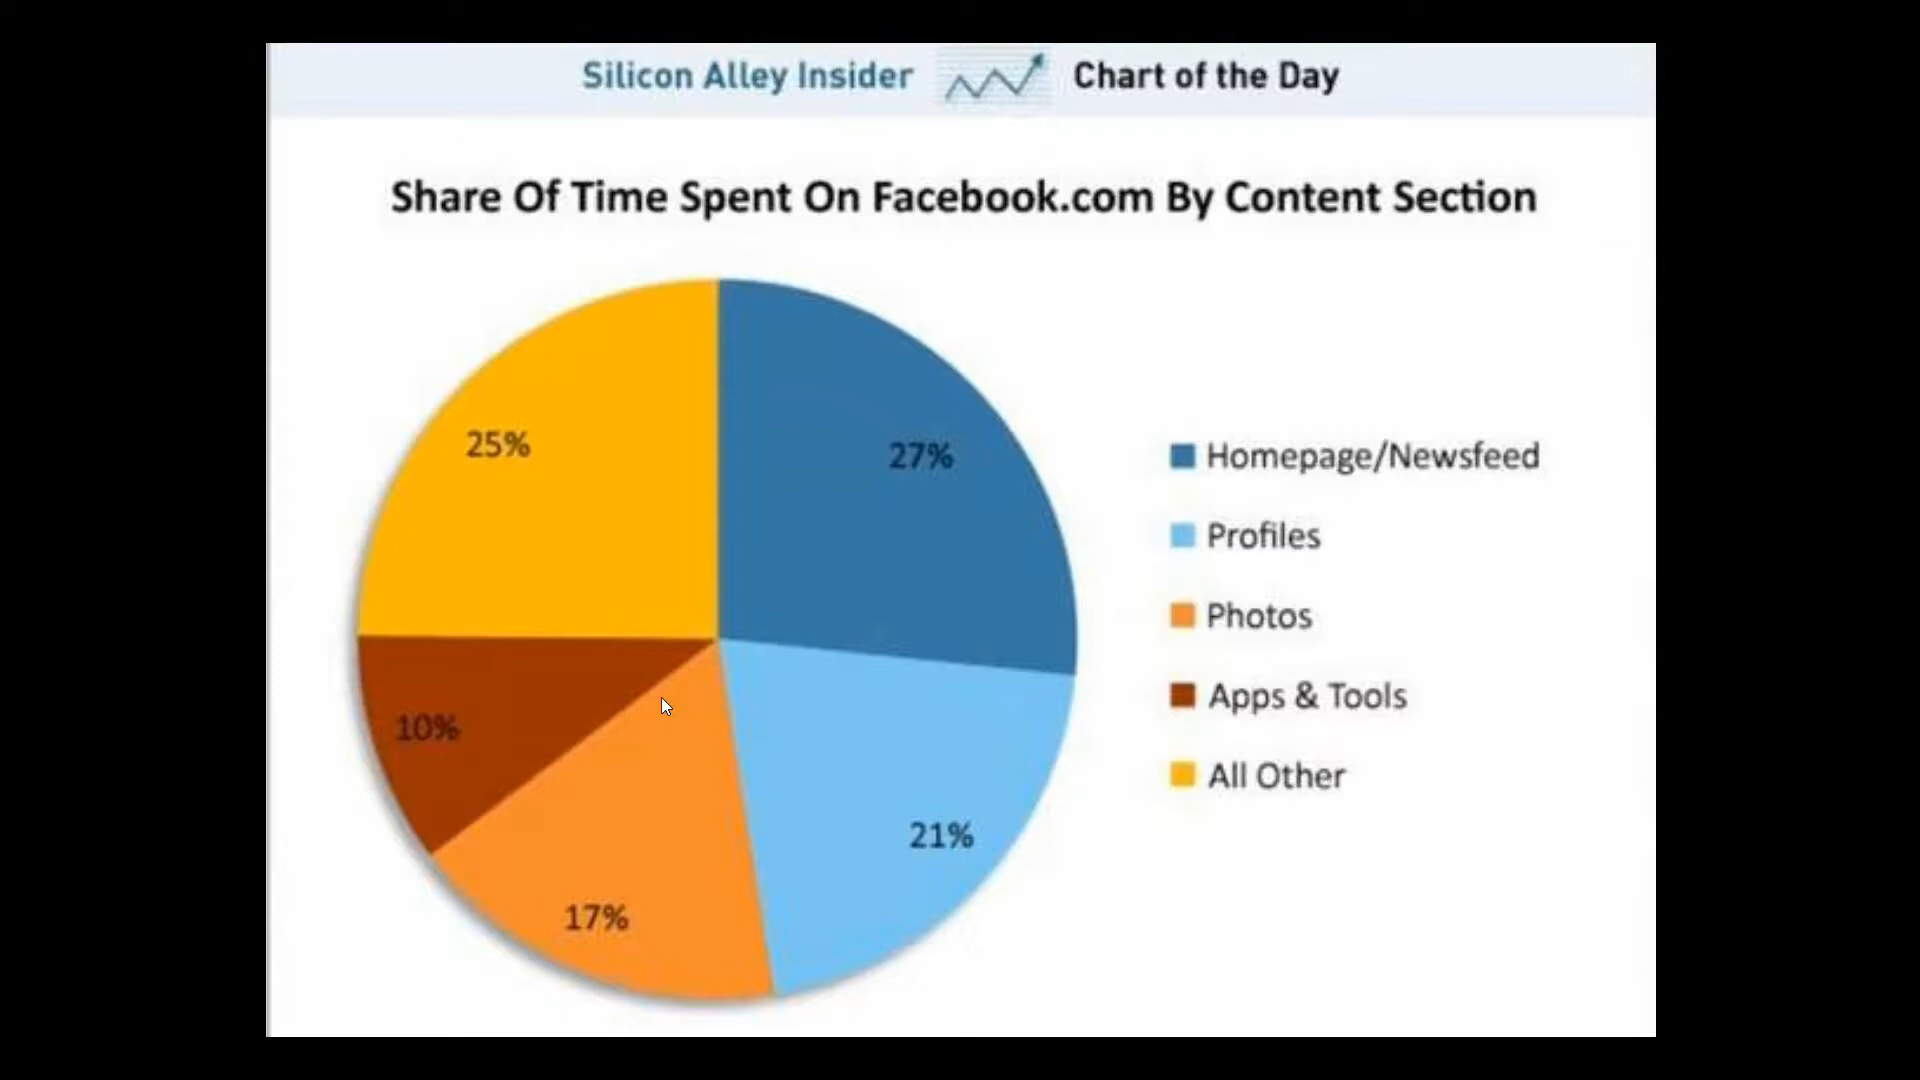 Silicon Alley Insider Chart of the Day
Share Of Time Spent On Facebook.com By Content Section
25%
27%
10%
21%
17%
Homepage/Newsfeed
Profiles
Photos
Apps & Tools
All Other